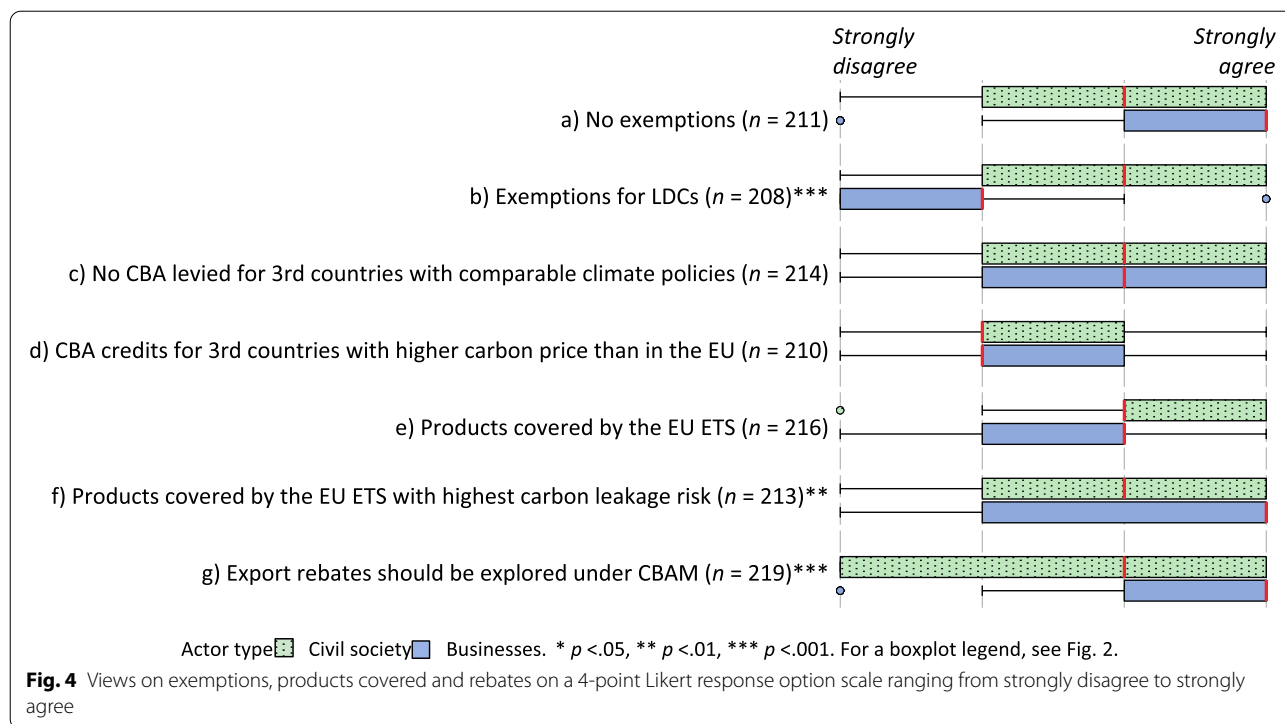 Strongly disagree
Strongly agree
a) No exemptions (n = 211)
b) Exemptions for LDCs (n = 208)***
c) No CBA levied for 3rd countries with comparable climate policies (n = 214)
d) CBA credits for 3rd countries with higher carbon price than in the EU (n = 210)
e) Products covered by the EU ETS (n = 216)
f) Products covered by the EU ETS with highest carbon leakage risk (n = 213)**
g) Export rebates should be explored under CBAM (n = 219)***
Actor type Civil society Businesses. * p <.05, ** p <.01, *** p <.001. For a boxplot legend, see Fig. 2.
Fig. 4 Views on exemptions, products covered and rebates on a 4-point Likert response option scale ranging from strongly disagree to strongly
agree